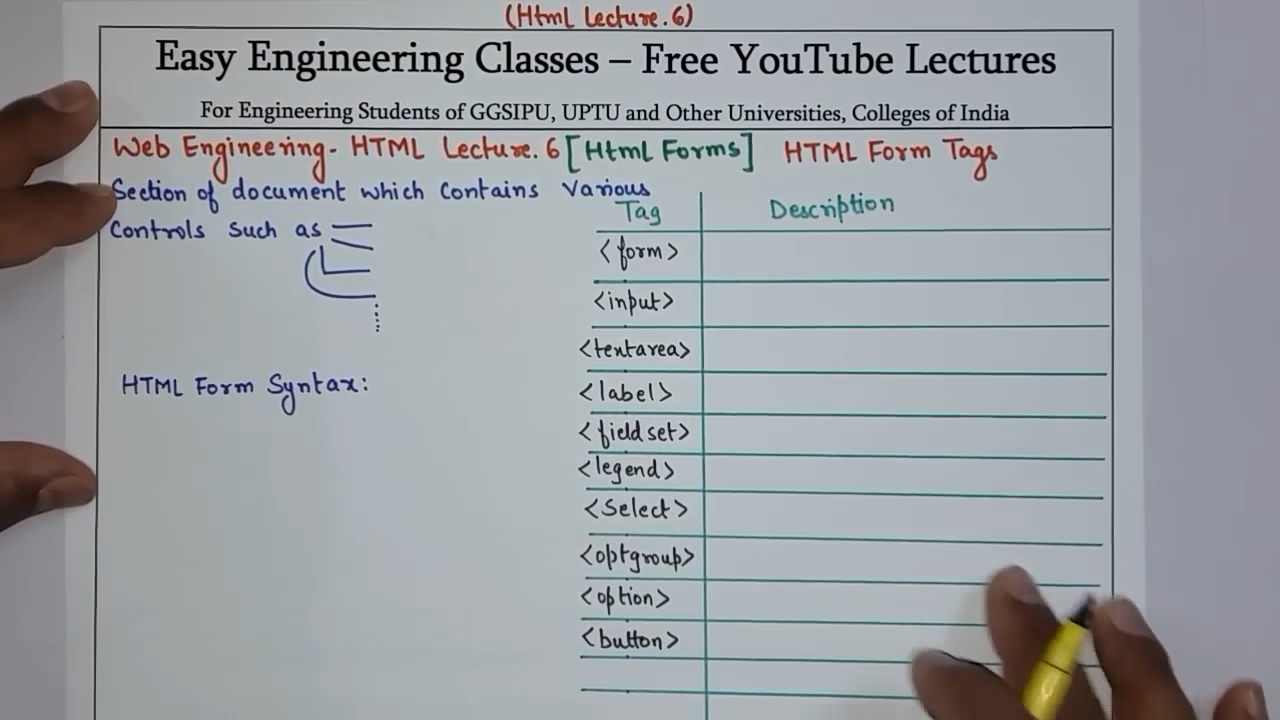 (Html Lecture.6)
Easy Engineering Classes – Free YouTube Lectures
For Engineering Students of GGSIPU, UPTU and Other Universities, Colleges of India
Web Engineering- HTML Lecture.6 [Html Forms] HTML Form Tags
Section of document which contains various
Controls such as
HTML Form Syntax:
Tag Description
<form>
<input>
<textarea>
<label>
<field set>
<legend>
<Select>
<optgroup>
<option>
<button>